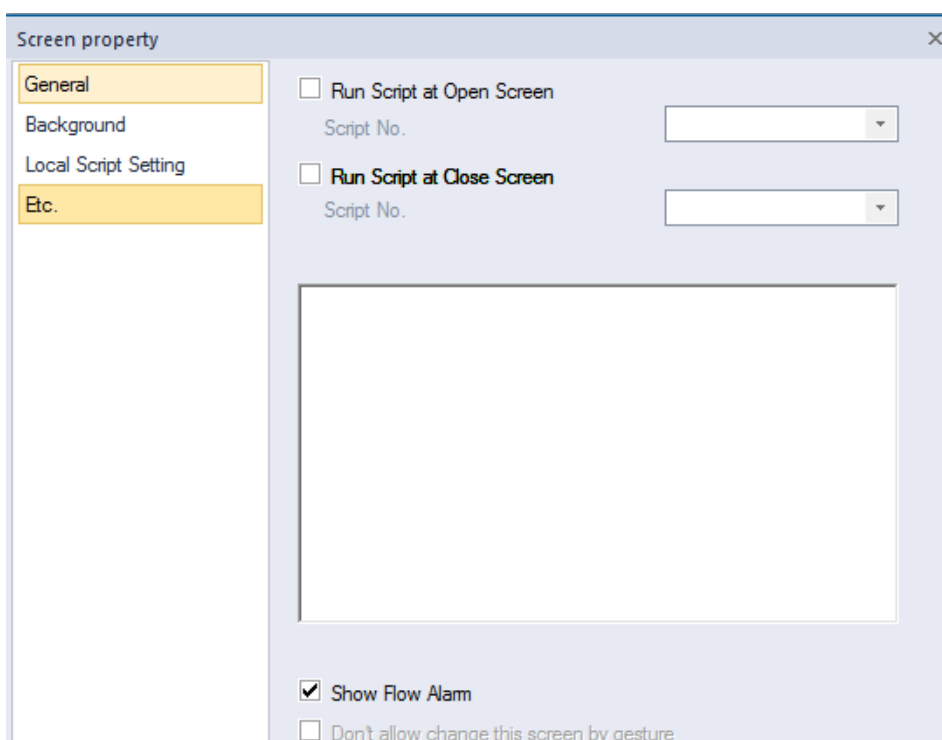 Screen property
General
Background
Local Script Setting
Etc.
Run Script at Open Screen
Script No.
Run Script at Close Screen
Script No.
Show Flow Alarm
Don't allow change this screen by gesture